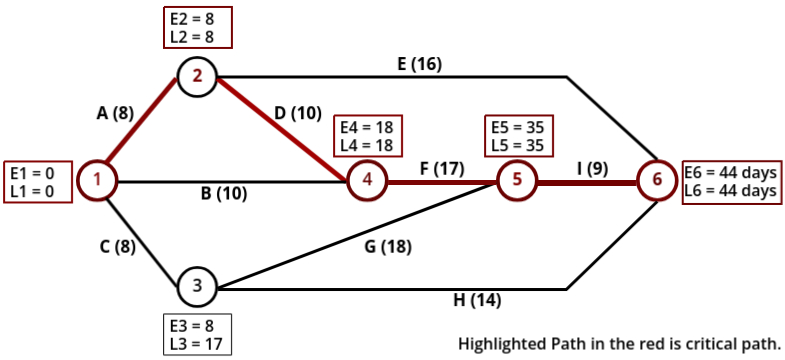 E2 = 8
L2 = 8
2
E (16)
A (8)
D (10)
E4 = 18
L4 = 18
E5 = 35
L5 = 35
E1 = 0
L1 = 0
1
B (10)
4
F (17)
5
I (9)
6
E6 = 44 days
L6 = 44 days
C (8)
G (18)
3
H (14)
E3 = 8
L3 = 17
Highlighted Path in the red is critical path.